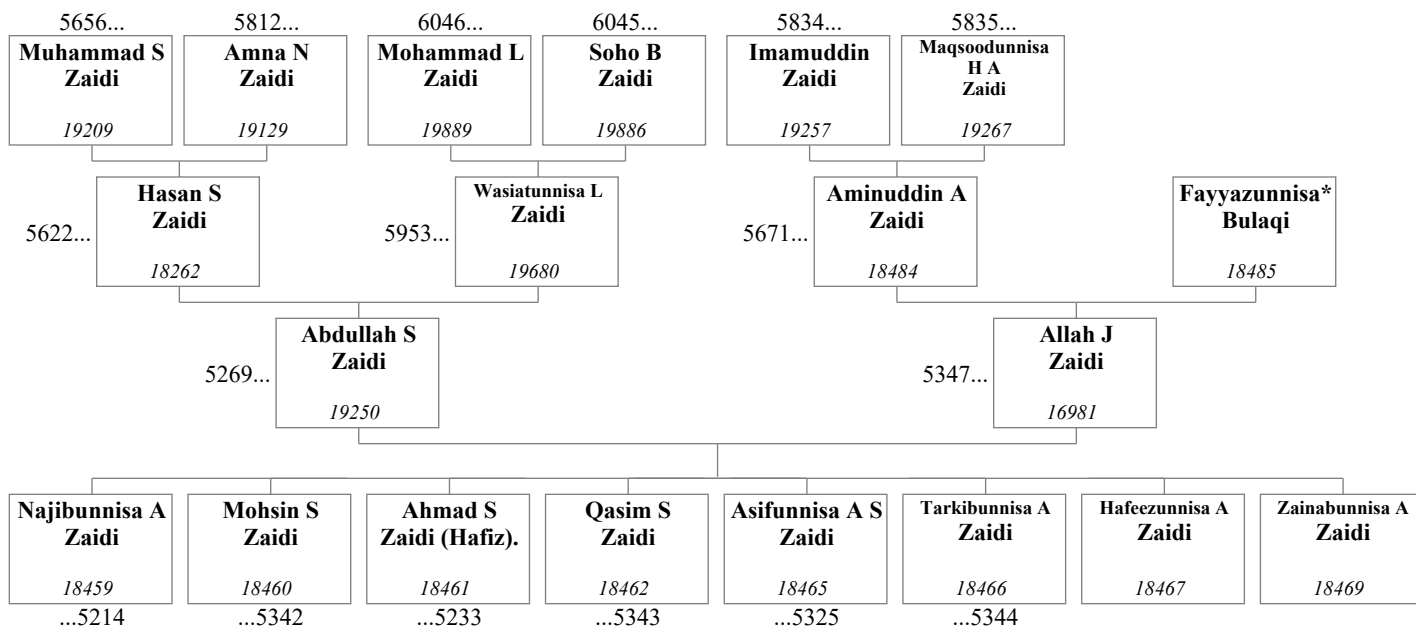 5656... 5812... 6046... 6045... 5834... 5835...
Muhammad S
Zaidi
19209
Amna N
Zaidi
19129
Mohammad L
Zaidi
19889
Soho B
Zaidi
19886
Imamuddin
Zaidi
19257
Maqsoodunnisa
H A
Zaidi
19267
5622...
Hasan S
Zaidi
18262
5953...
Wasiatunnisa L
Zaidi
19680
5671...
Aminuddin A
Zaidi
18484
Fayyazunnisa*
Bulaqi
18485
5269...
Abdullah S
Zaidi
19250
5347...
Allah J
Zaidi
16981
Najibunnisa A
Zaidi
18459
...5214
Mohsin S
Zaidi
18460
...5342
Ahmad S
Zaidi (Hafiz).
18461
...5233
Qasim S
Zaidi
18462
...5343
Asifunnisa A S
Zaidi
18465
...5325
Tarkibunnisa A
Zaidi
18466
...5344
Hafeezunnisa A
Zaidi
18467
Zainabunnisa A
Zaidi
18469